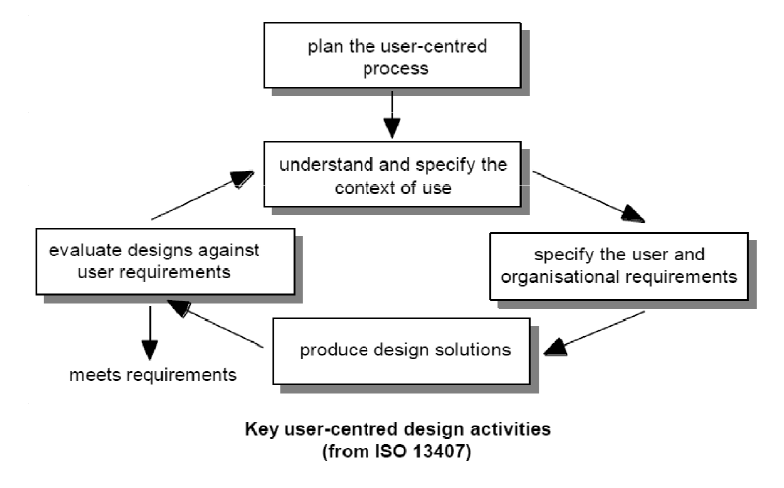 plan the user-centred
process
understand and specify the
context of use
evaluate designs against
user requirements
specify the user and
organisational requirements
produce design solutions
meets requirements
Key user-centred design activities
(from ISO 13407)